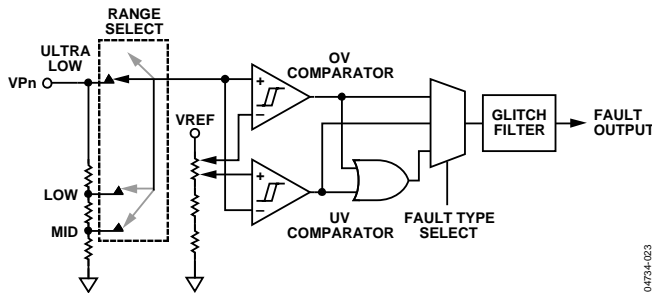 RANGE
SELECT
ULTRA
LOW
VPn
LOW
MID
VREF
OV
COMPARATOR
+
−
+
−
UV
COMPARATOR
FAULT TYPE
SELECT
GLITCH
FILTER
FAULT
OUTPUT
04734-023